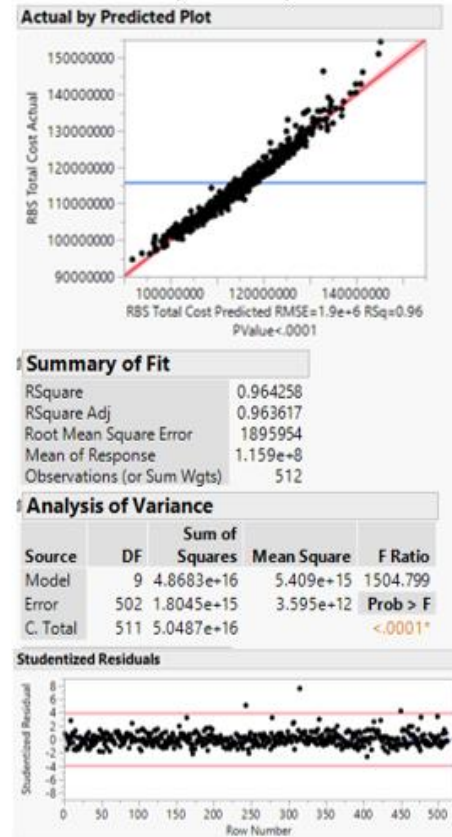 Actual by Predicted Plot
150000000
140000000
130000000
120000000
110000000
100000000
90000000
RBS Total Cost Actual
100000000 120000000 140000000
RBS Total Cost Predicted RMSE=1.9e+6 RSq=0.96
PValue<.0001
Summary of Fit
RSquare 0.964258
RSquare Adj 0.963617
Root Mean Square Error 1895954
Mean of Response 1.159e+8
Observations (or Sum Wgts) 512
Analysis of Variance
Sum of
Source DF Squares Mean Square F Ratio
Model 9 4.8683e+16 5.409e+15 1504.799
Error 502 1.8045e+15 3.595e+12 Prob > F
C. Total 511 5.0487e+16 <.0001*
Studentized Residuals
8
6
4
2
0
-2
-4
-6
-8
Studentized Residual
0 50 100 150 200 250 300 350 400 450 500
Row Number